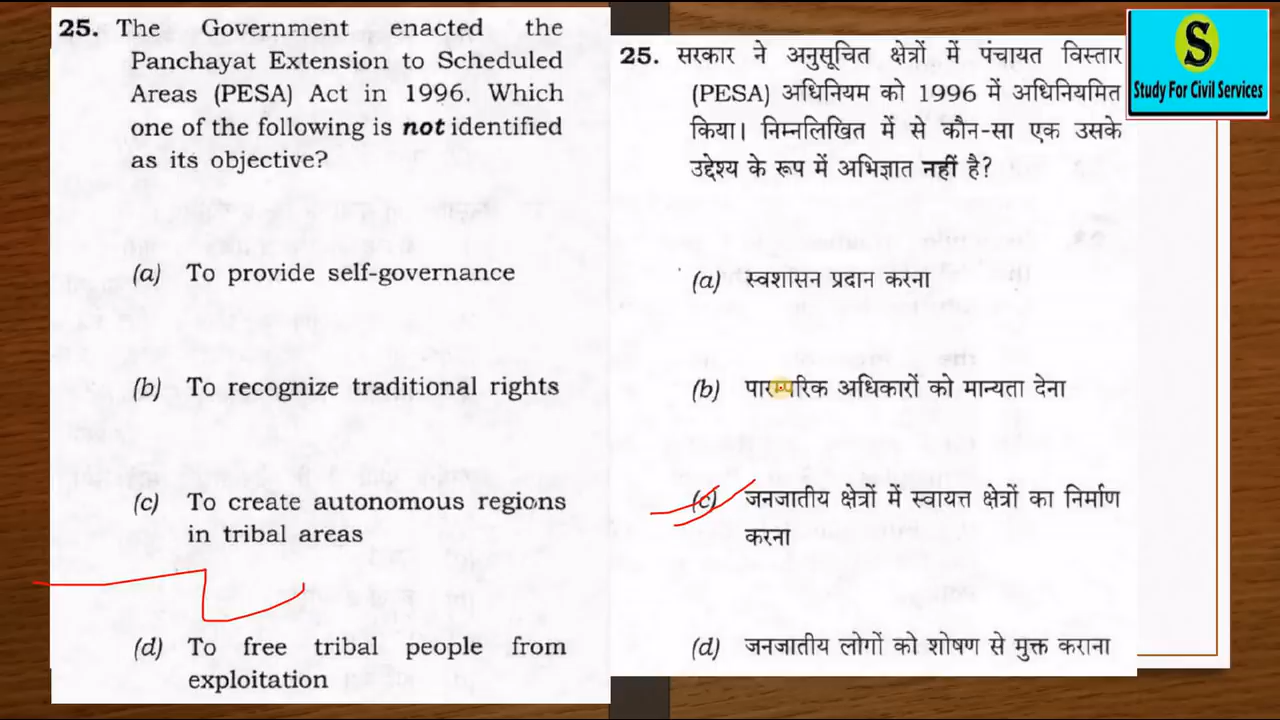 25. The Government enacted the
Panchayat Extension to Scheduled
Areas (PESA) Act in 1996. Which
one of the following is not identified
as its objective?
(a) To provide self-governance
(b) To recognize traditional rights
(c) To create autonomous regions
in tribal areas
(d) To free tribal people from
exploitation
25. सरकार ने अनुसूचित क्षेत्रों में पंचायत विस्तार
(PESA) अधिनियम को 1996 में अधिनियमित
किया। निम्नलिखित में से कौन-सा एक उसके
उद्देश्य के रूप में अभिज्ञात नहीं है?
(a) स्वशासन प्रदान करना
(b) पारम्परिक अधिकारों को मान्यता देना
(c) जनजातीय क्षेत्रों में स्वायत्त क्षेत्रों का निर्माण
करना
(d) जनजातीय लोगों को शोषण से मुक्त कराना
S
Study For Civil Services